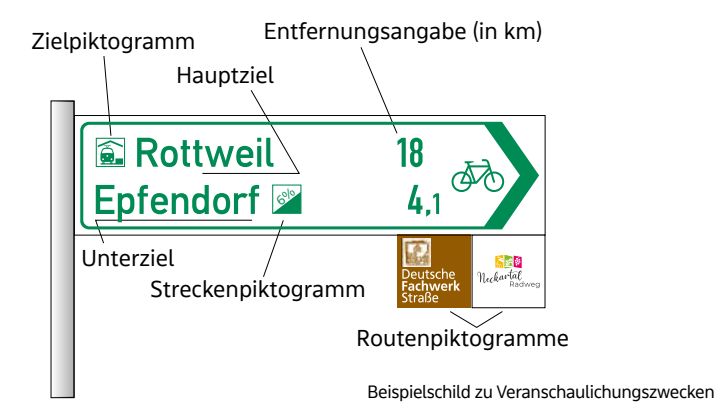 Zielpiktogramm
Entfernungsangabe (in km)
Hauptziel
Rottweil 18
6%
Epfendorf 4,1
Unterziel
Streckenpiktogramm
Deutsche
Fachwerk
Straße
Neckartal
Radweg
Routenpiktogramme
Beispielschild zu Veranschaulichungszwecken